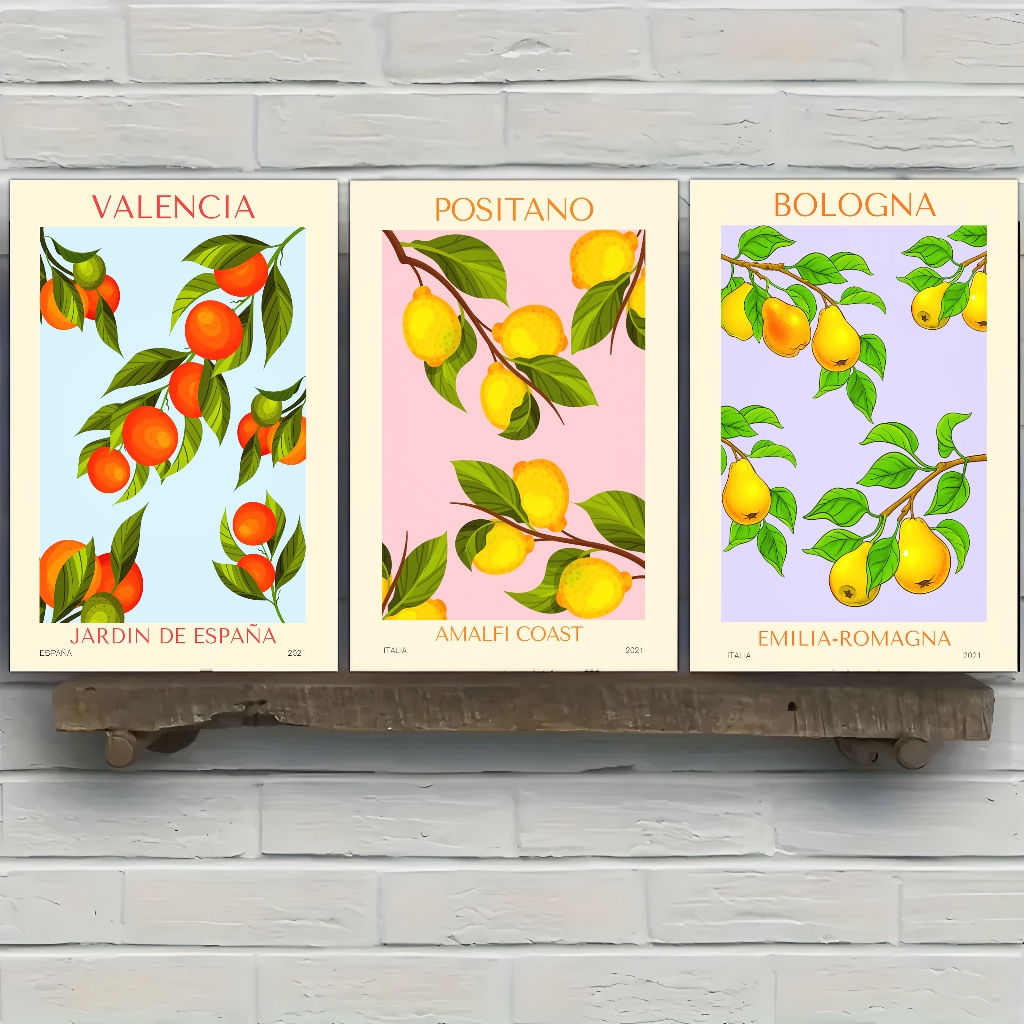 VALENCIA
JARDIN DE ESPAÑA
ESPAÑA 202
POSITANO
AMALFI COAST
ITALIA 2021
BOLOGNA
EMILIA-ROMAGNA
ITALIA 2021